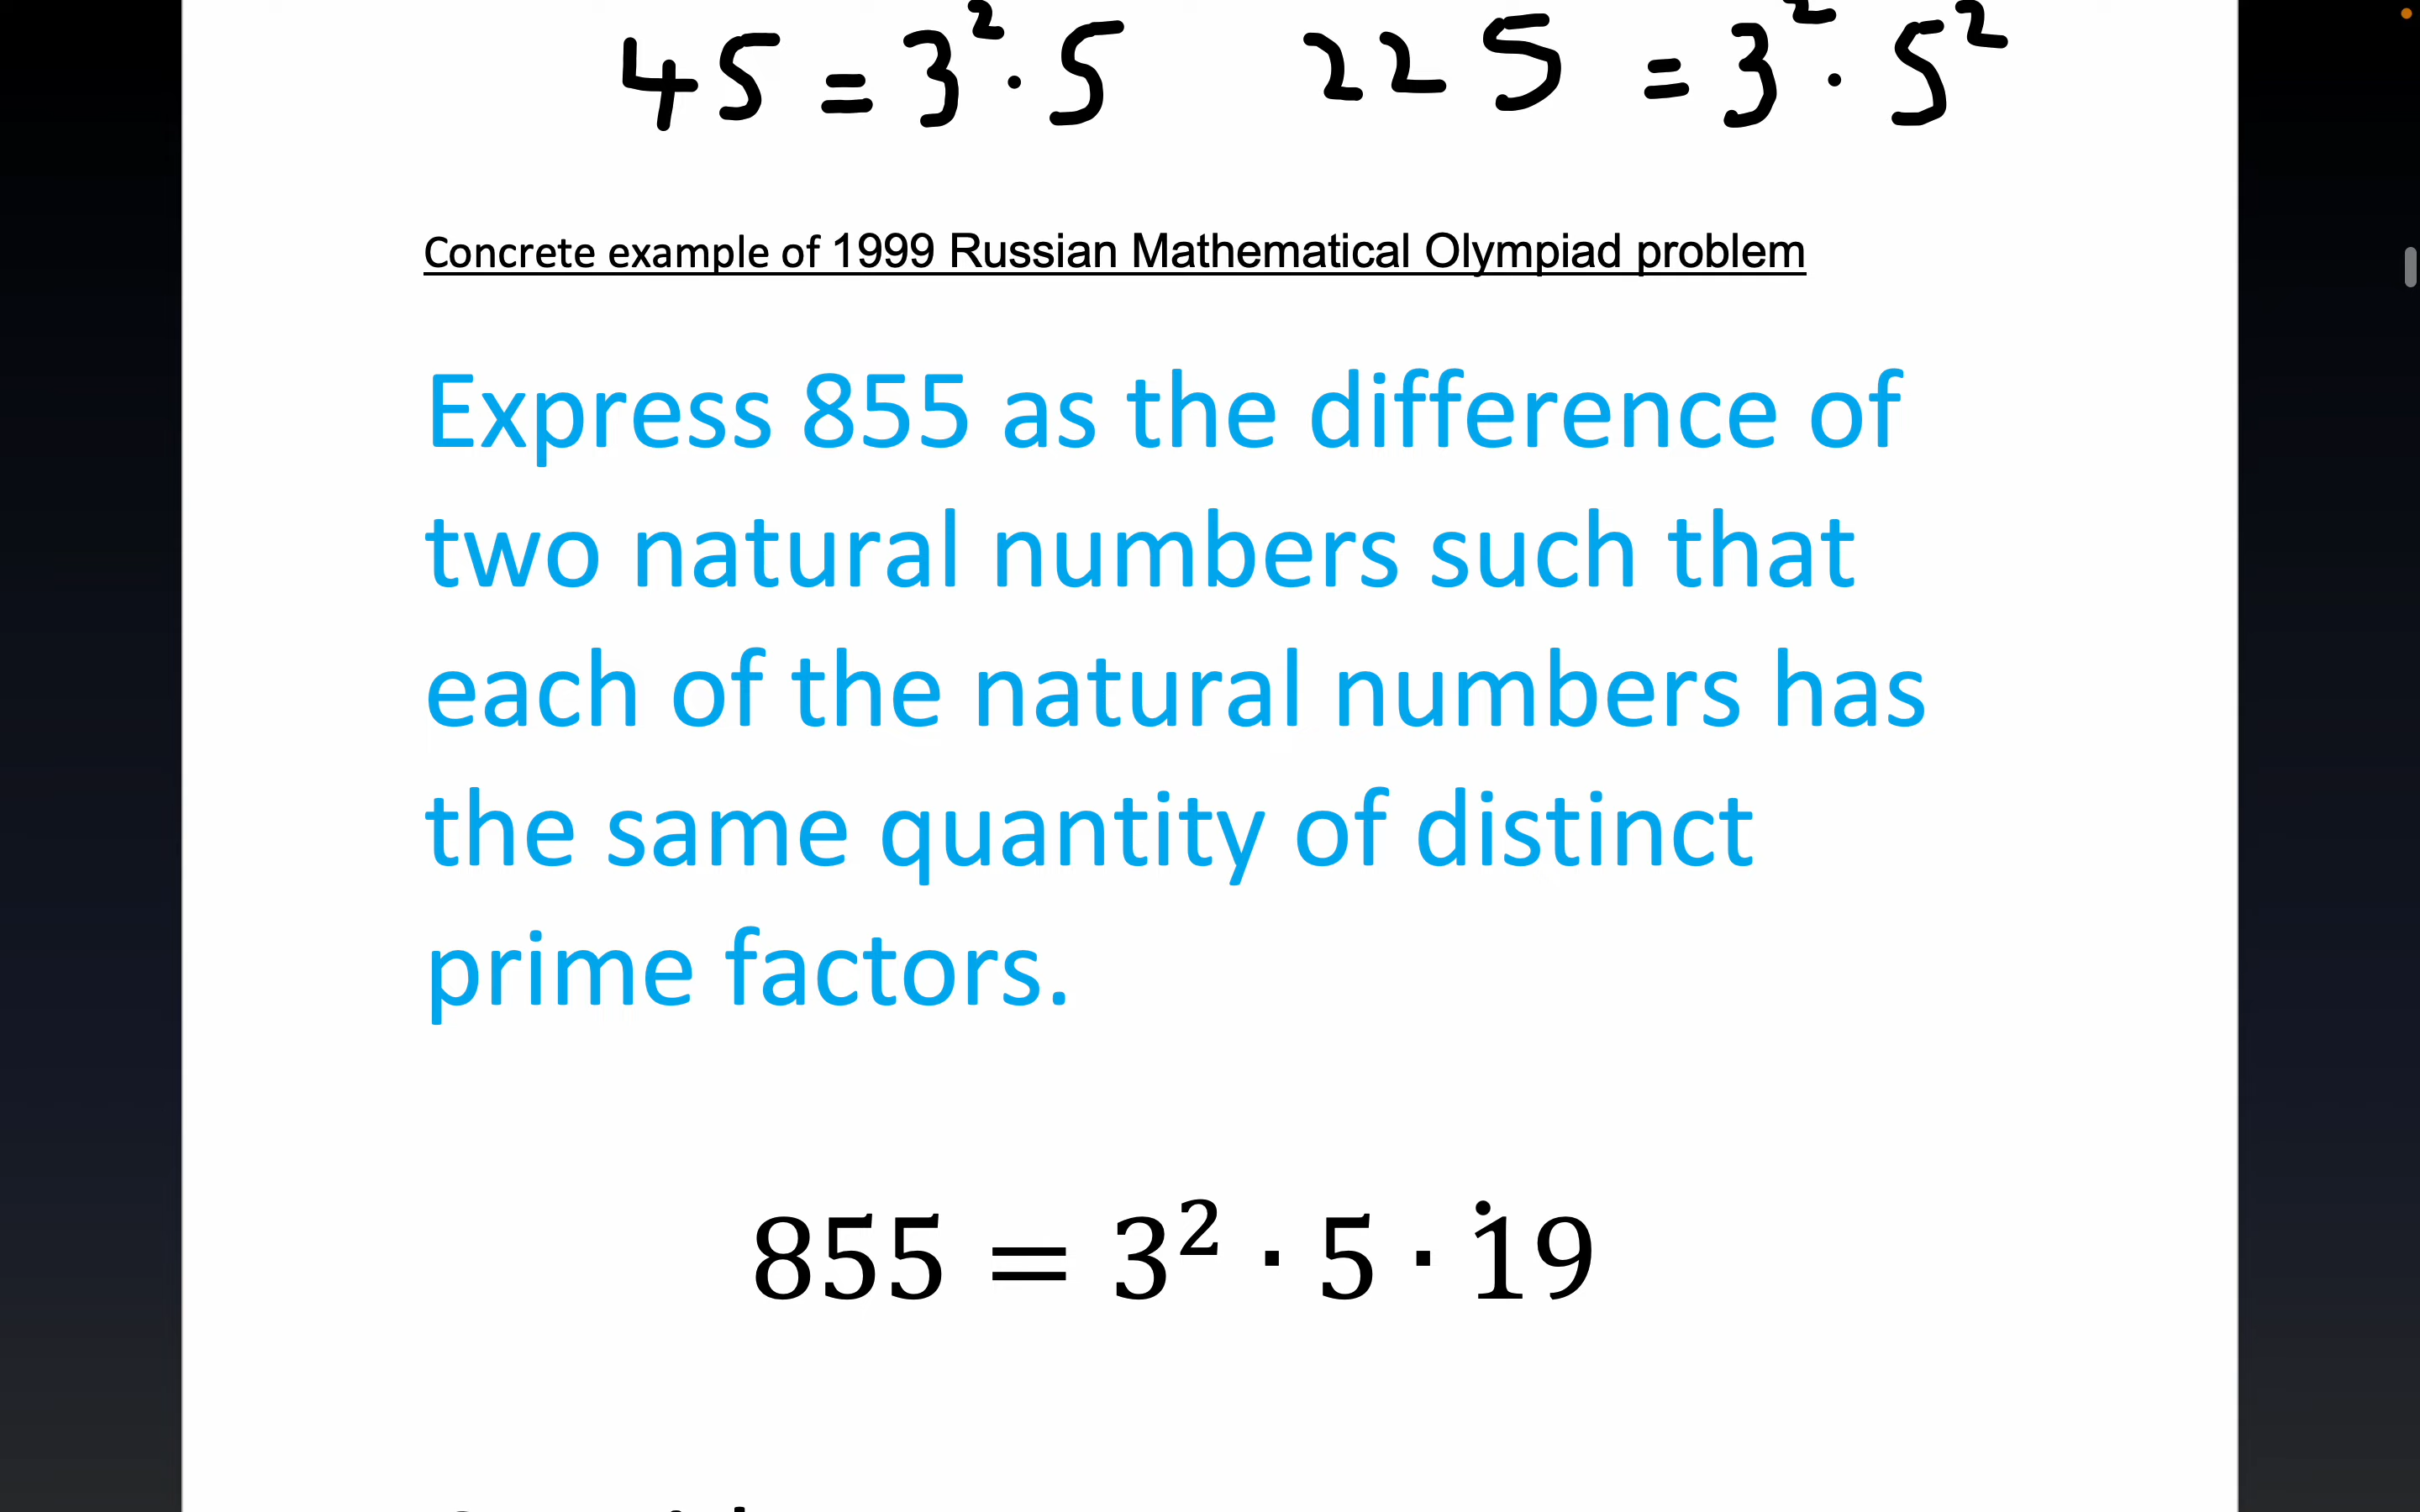 45 = 3² · 5 225 = 3² · 5²
Concrete example of 1999 Russian Mathematical Olympiad problem
Express 855 as the difference of
two natural numbers such that
each of the natural numbers has
the same quantity of distinct
prime factors.
855 = 3² · 5 · 19